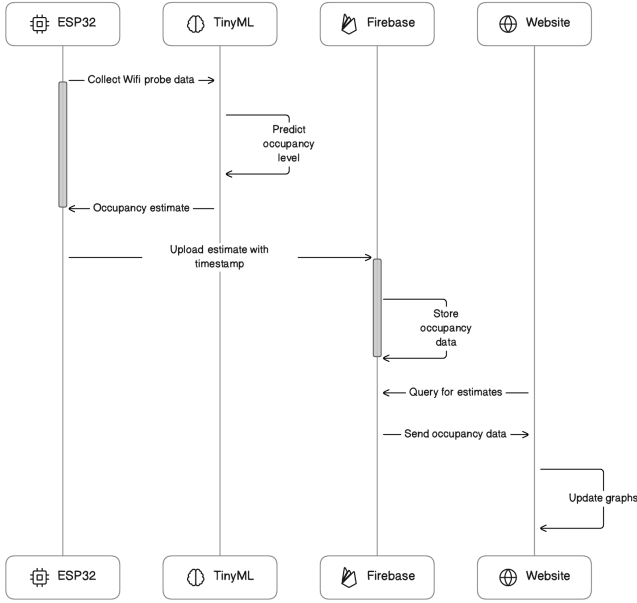 ESP32
TinyML
Firebase
Website
Collect Wifi probe data
Predict
occupancy
level
Occupancy estimate
Upload estimate with
timestamp
Store
occupancy
data
Query for estimates
Send occupancy data
Update graphs
ESP32
TinyML
Firebase
Website